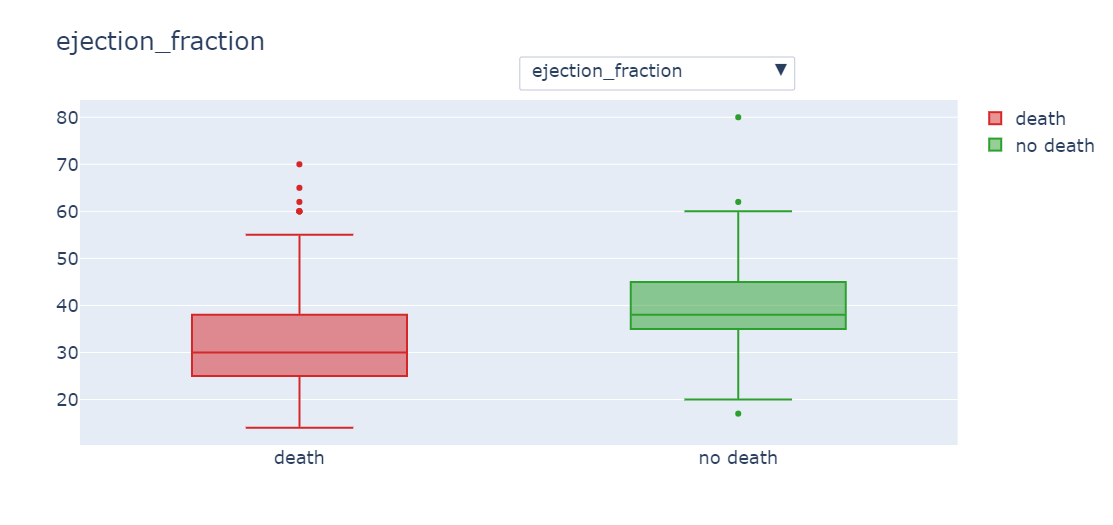 ejection_fraction
ejection_fraction ▼
80
70
60
50
40
30
20
death
no death
death
no death